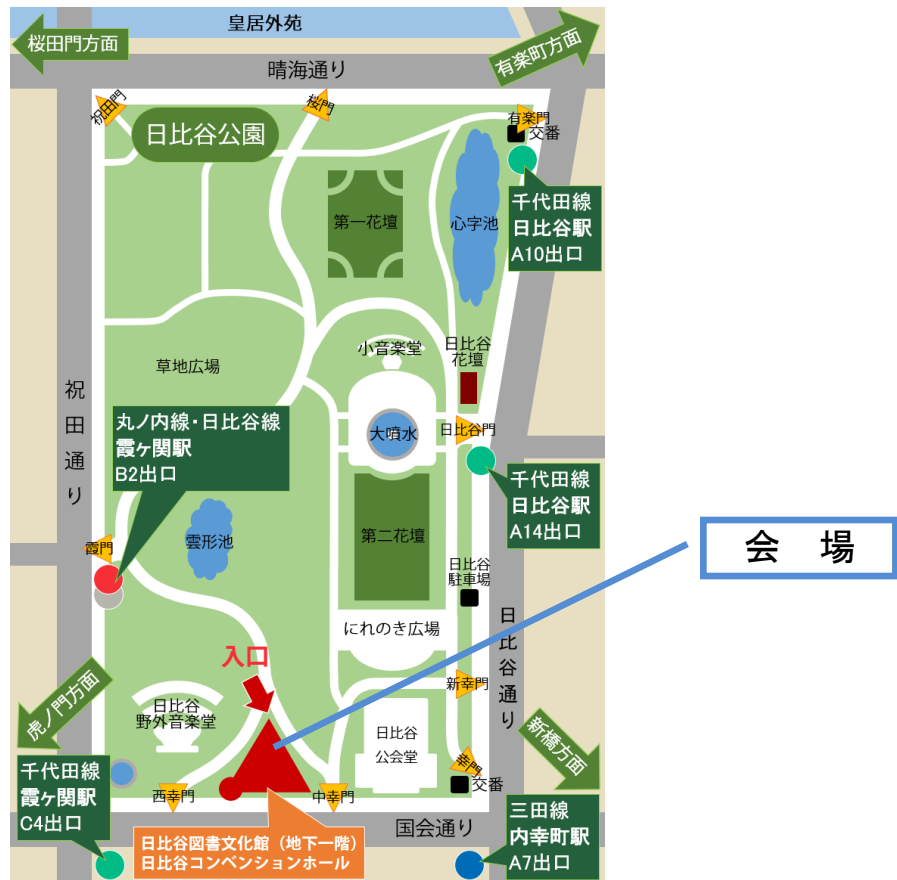 皇居外苑
桜田門方面
有楽町方面
晴海通り
祝田門
桜門
有楽門
交番
日比谷公園
千代田線
日比谷駅
A10出口
第一花壇
心字池
小音楽堂
日比谷
花壇
草地広場
祝田通り
丸ノ内線・日比谷線
霞ヶ関駅
B2出口
大噴水
日比谷門
千代田線
日比谷駅
A14出口
会 場
霞門
雲形池
第二花壇
日比谷
駐車場
にれのき広場
日比谷通り
入口
新幸門
虎ノ門方面
日比谷
野外音楽堂
日比谷
公会堂
新橋方面
幸門
交番
千代田線
霞ヶ関駅
C4出口
西幸門
中幸門
国会通り
三田線
内幸町駅
A7出口
日比谷図書文化館（地下一階）
日比谷コンベンションホール